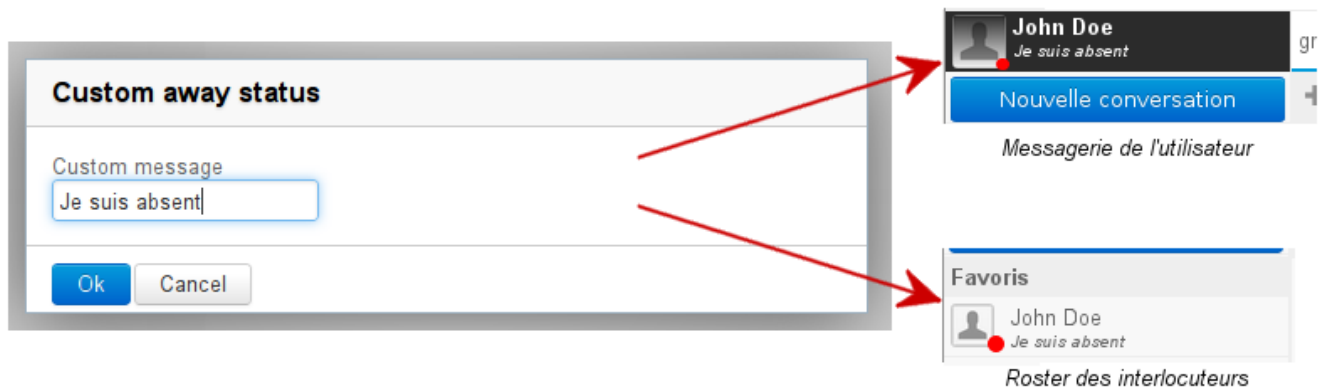 Custom away status
Custom message
Je suis absent
Ok
Cancel
John Doe
Je suis absent
gr
Nouvelle conversation
Messagerie de l'utilisateur
Favoris
John Doe
Je suis absent
Roster des interlocuteurs